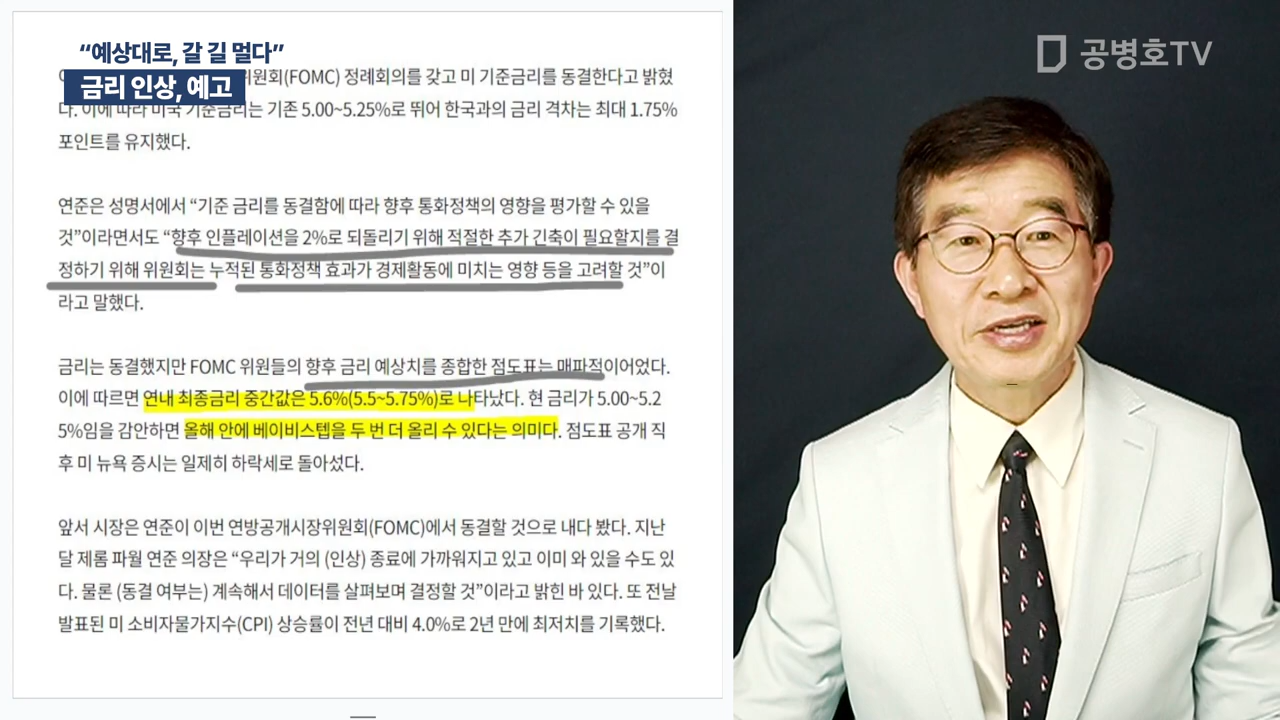 “예상대로, 갈 길 멀다”
금리 인상, 예고
공병호TV
위원회(FOMC) 정례회의를 갖고 미 기준금리를 동결한다고 밝혔
다. 이에 따라 미국 기준금리는 기존 5.00~5.25%로 뛰어 한국과의 금리 격차는 최대 1.75%
포인트를 유지했다.
연준은 성명서에서 “기준 금리를 동결함에 따라 향후 통화정책의 영향을 평가할 수 있을
것”이라면서도 “향후 인플레이션을 2%로 되돌리기 위해 적절한 추가 긴축이 필요할지를 결
정하기 위해 위원회는 누적된 통화정책 효과가 경제활동에 미치는 영향 등을 고려할 것”이
라고 말했다.
금리는 동결했지만 FOMC 위원들의 향후 금리 예상치를 종합한 점도표는 매파적이었다.
이에 따르면 연내 최종금리 중간값은 5.6%(5.5~5.75%)로 나타났다. 현 금리가 5.00~5.2
5%임을 감안하면 올해 안에 베이비스텝을 두 번 더 올리 수 있다는 의미다. 점도표 공개 직
후 미 뉴욕 증시는 일제히 하락세로 돌아섰다.
앞서 시장은 연준이 이번 연방공개시장위원회(FOMC)에서 동결할 것으로 내다 봤다. 지난
달 제롬 파월 연준 의장은 “우리가 거의 (인상) 종료에 가까워지고 있고 이미 와 있을 수도 있
다. 물론 (동결 여부는) 계속해서 데이터를 살펴보며 결정할 것”이라고 밝힌 바 있다. 또 전날
발표된 미 소비자물가지수(CPI) 상승률이 전년 대비 4.0%로 2년 만에 최저치를 기록했다.